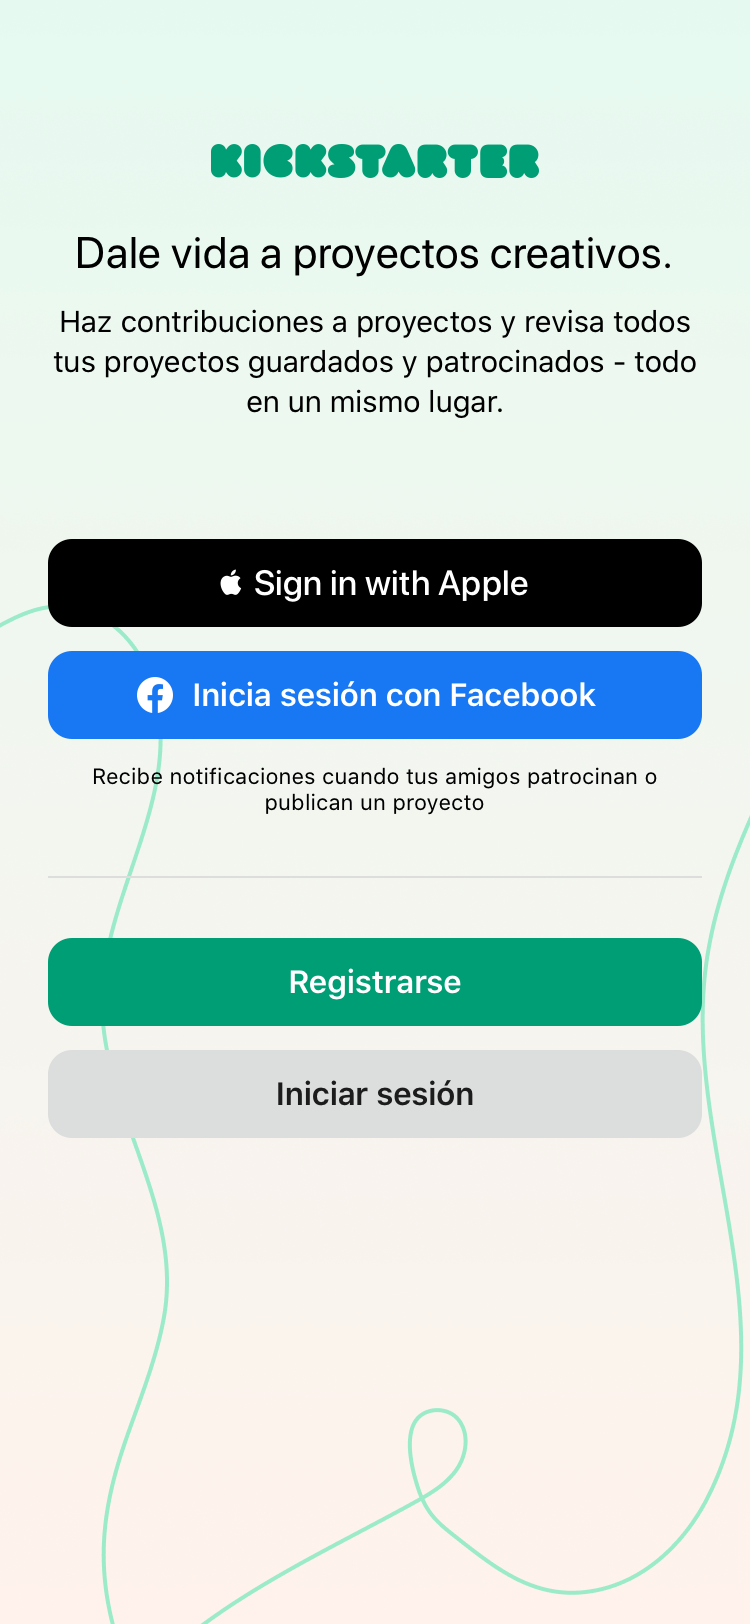 KICKSTARTER
Dale vida a proyectos creativos.
Haz contribuciones a proyectos y revisa todos
tus proyectos guardados y patrocinados - todo
en un mismo lugar.
Sign in with Apple
Inicia sesión con Facebook
Recibe notificaciones cuando tus amigos patrocinan o
publican un proyecto
Registrarse
Iniciar sesión